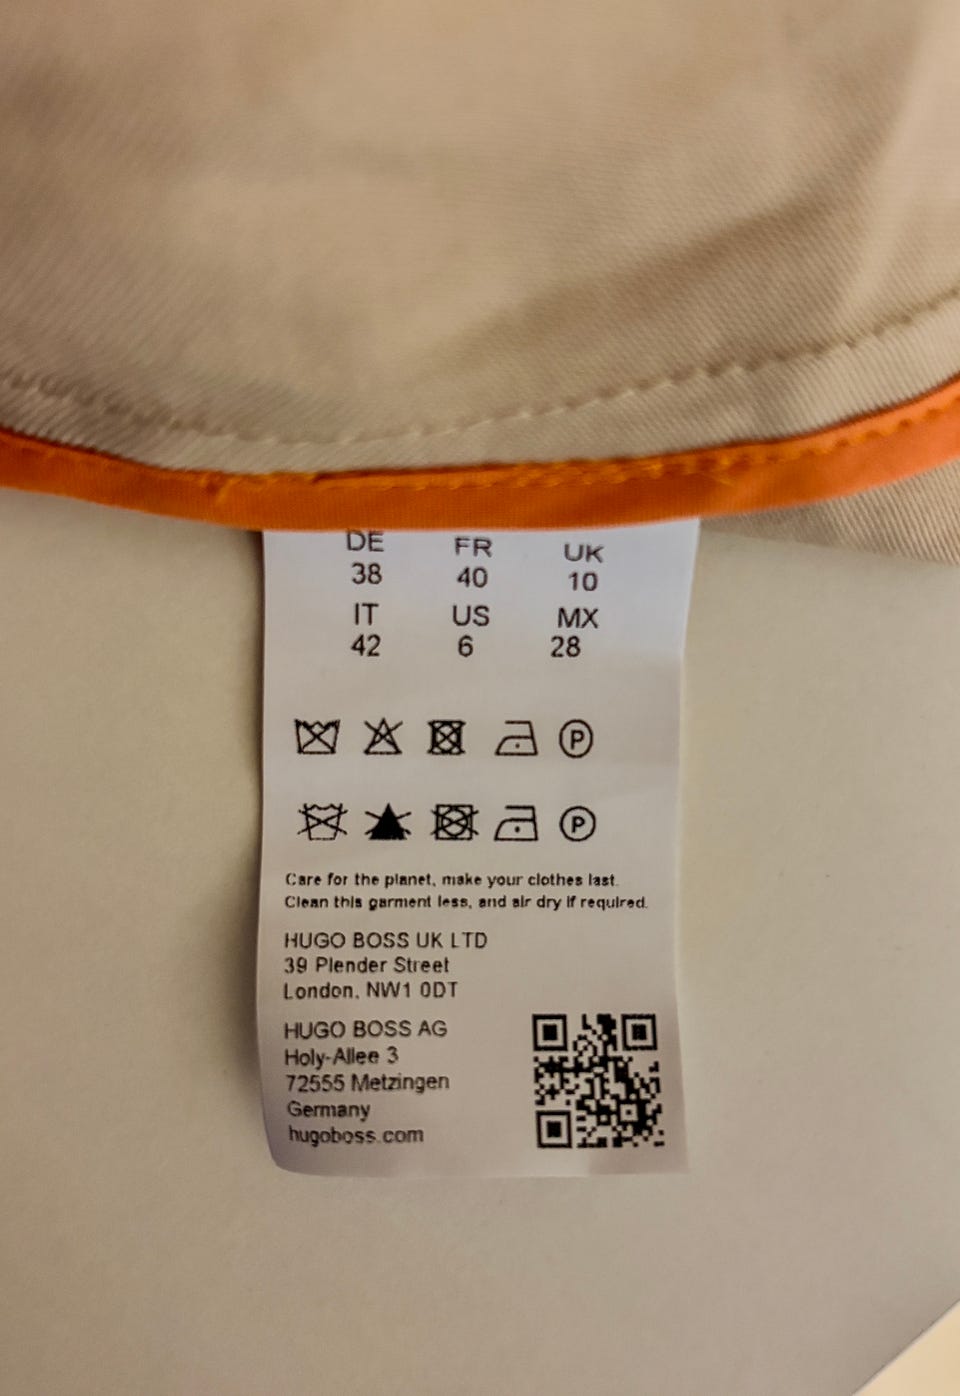 DE FR UK
38 40 10
IT US MX
42 6 28
P
P
Care for the planet, make your clothes last.
Clean this garment less, and air dry if required.
HUGO BOSS UK LTD
39 Plender Street
London, NW1 0DT
HUGO BOSS AG
Holy-Allee 3
72555 Metzingen
Germany
hugoboss.com